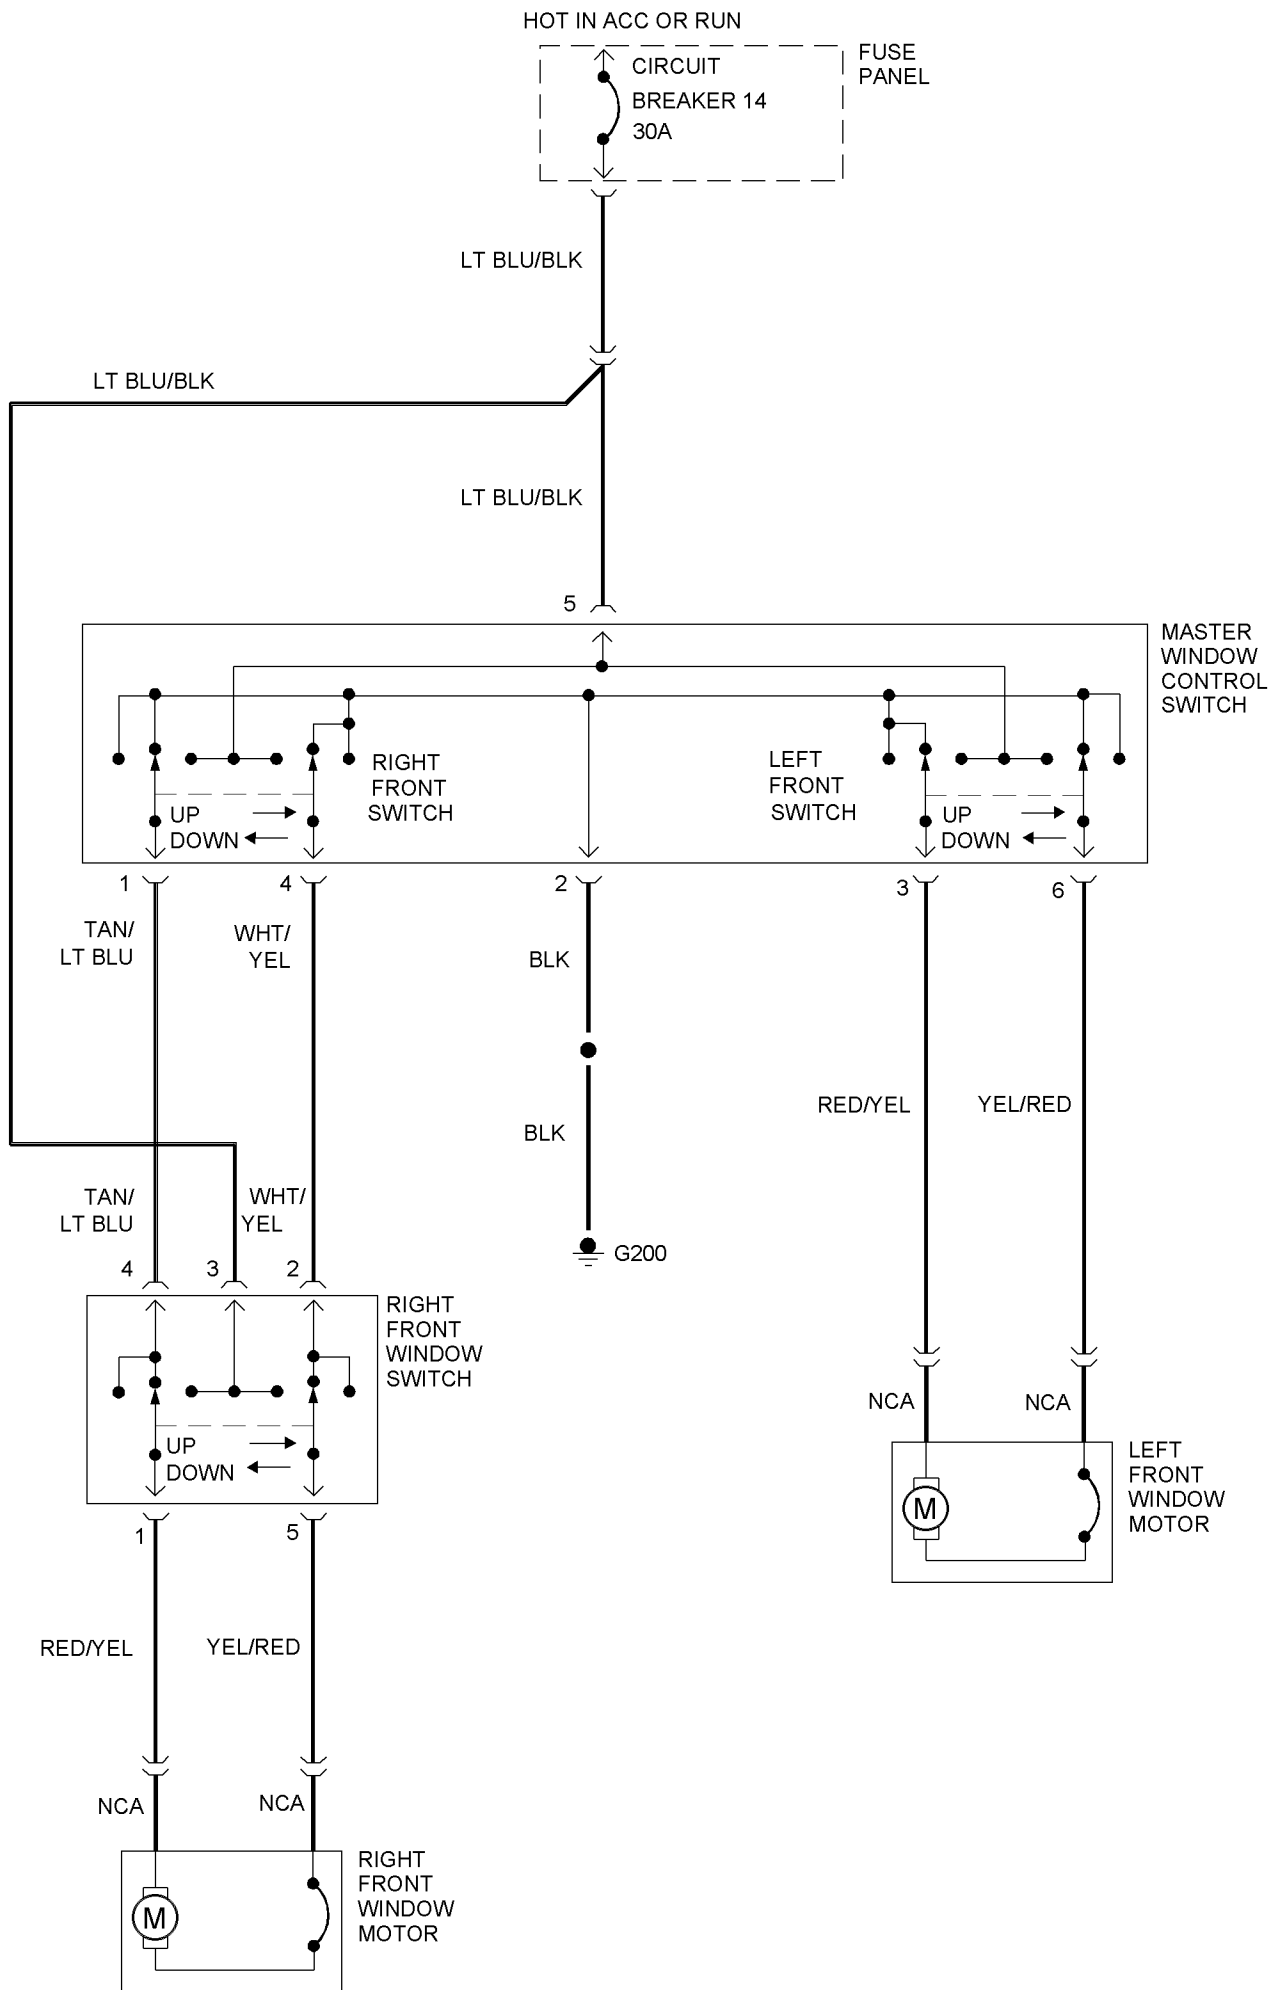 HOT IN ACC OR RUN
FUSE
PANEL
CIRCUIT
BREAKER 14
30A
LT BLU/BLK
LT BLU/BLK
LT BLU/BLK
5
MASTER
WINDOW
CONTROL
SWITCH
RIGHT
FRONT
SWITCH
UP
DOWN
LEFT
FRONT
SWITCH
UP
DOWN
1
4
2
3
6
TAN/
LT BLU
WHT/
YEL
BLK
RED/YEL
YEL/RED
BLK
TAN/
LT BLU
WHT/
YEL
G200
4
3
2
RIGHT
FRONT
WINDOW
SWITCH
UP
DOWN
NCA
NCA
LEFT
FRONT
WINDOW
MOTOR
M
1
5
RED/YEL
YEL/RED
NCA
NCA
RIGHT
FRONT
WINDOW
MOTOR
M